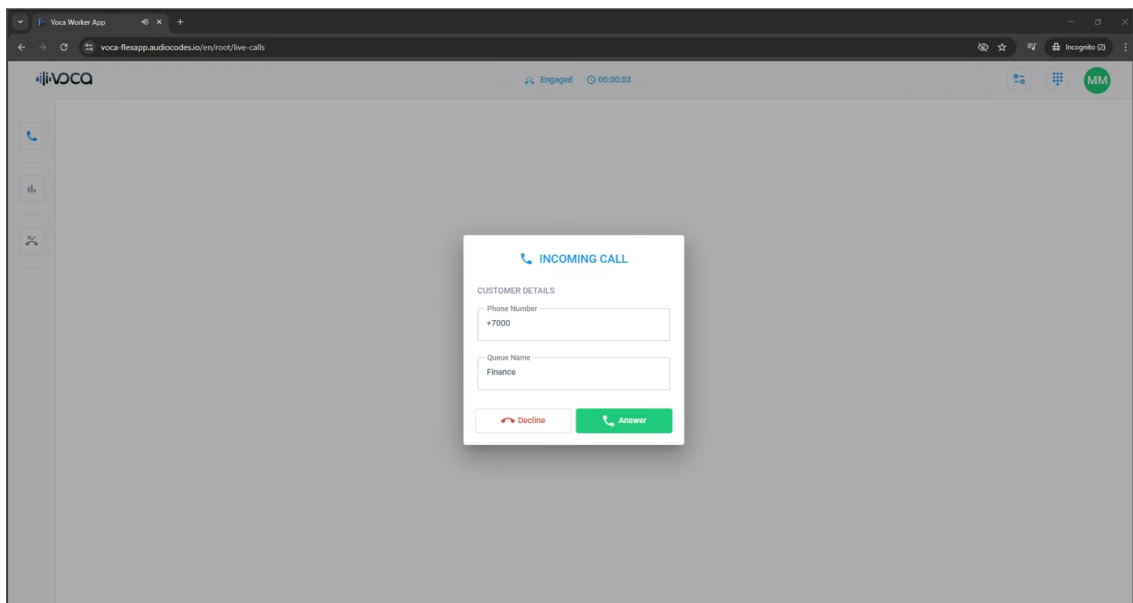 Voca Worker App
voca-flexapp.audiocodes.io/en/root/live-calls
Incognito (2)
VOCA
Engaged 00:00:03
MM
INCOMING CALL
CUSTOMER DETAILS
Phone Number
+7000
Queue Name
Finance
Decline
Answer